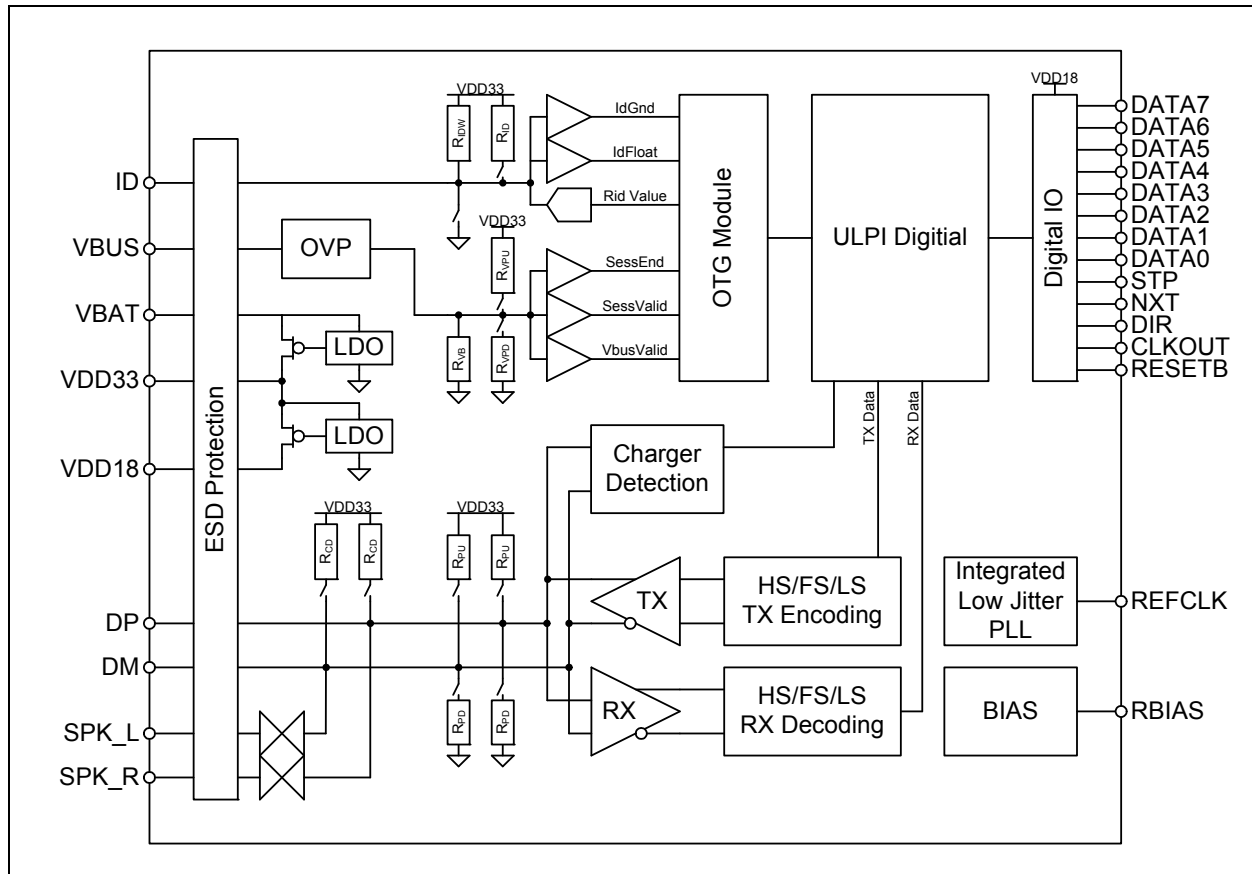 VDD33
VDD18
DATA7
DATA6
DATA5
DATA4
DATA3
DATA2
DATA1
DATA0
STP
NXT
DIR
CLKOUT
RESETB
ID
VBUS
VBAT
VDD33
VDD18
DP
DM
SPK_L
SPK_R
ESD Protection
OVP
LDO
LDO
RIDW
RID
IdGnd
IdFloat
Rid Value
VDD33
RVPU
RVB
RVPD
SessEnd
SessValid
VbusValid
OTG Module
ULPI Digitial
Digital IO
TX Data
RX Data
Charger
Detection
VDD33
RCD
RCD
VDD33
RPU
RPU
RPD
RPD
TX
HS/FS/LS
TX Encoding
RX
HS/FS/LS
RX Decoding
Integrated
Low Jitter
PLL
REFCLK
BIAS
RBIAS